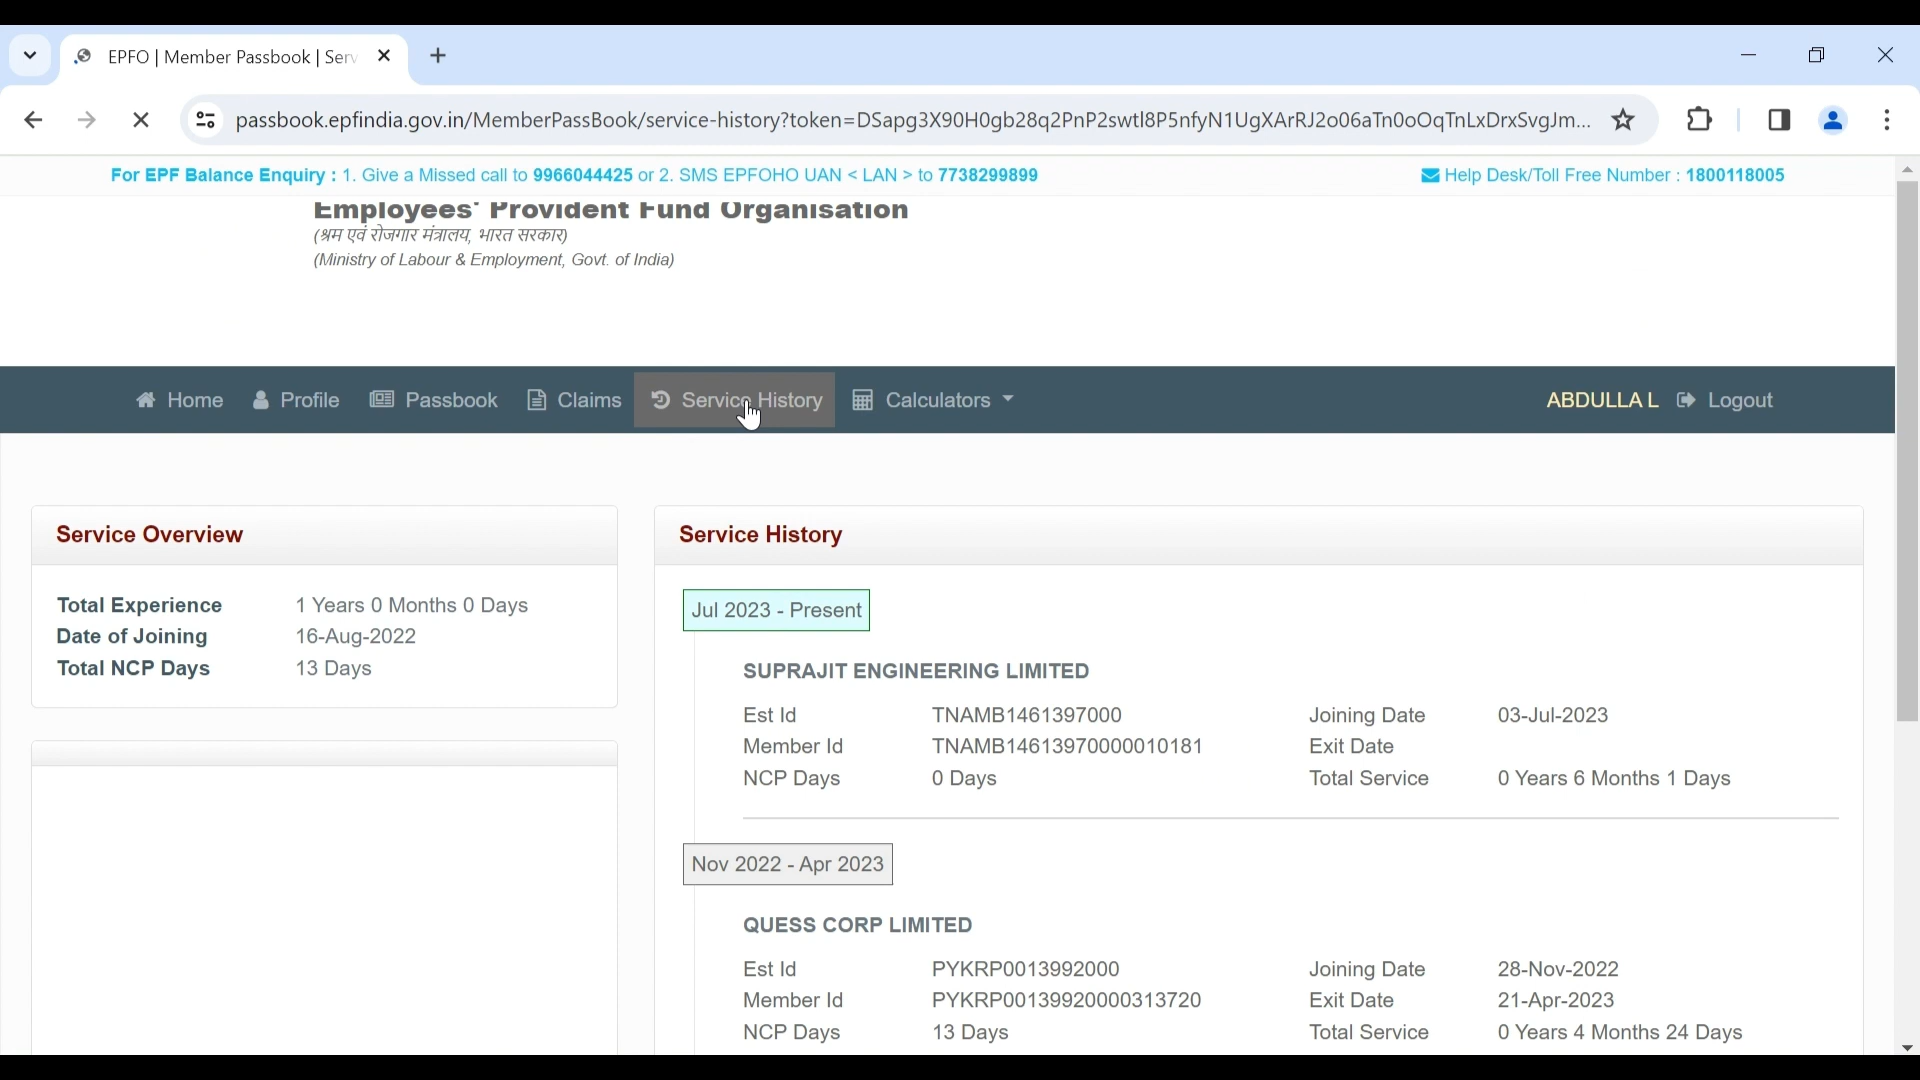 EPFO | Member Passbook | Serv
passbook.epfindia.gov.in/MemberPassBook/service-history?token=DSapg3X90H0gb28q2PnP2swtl8P5nfyN1UgXArRJ2o06aTn0oOqTnLxDrxSvgJm...
For EPF Balance Enquiry : 1. Give a Missed call to 9966044425 or 2. SMS EPFOHO UAN < LAN > to 7738299899
Help Desk/Toll Free Number : 1800118005
Employees' Provident Fund Organisation
(श्रम एवं रोजगार मंत्रालय, भारत सरकार)
(Ministry of Labour & Employment, Govt. of India)
Home Profile Passbook Claims Service History Calculators ABDULLA L Logout
Service Overview
Total Experience 1 Years 0 Months 0 Days
Date of Joining 16-Aug-2022
Total NCP Days 13 Days
Service History
Jul 2023 - Present
SUPRAJIT ENGINEERING LIMITED
Est Id TNAMB1461397000 Joining Date 03-Jul-2023
Member Id TNAMB14613970000010181 Exit Date
NCP Days 0 Days Total Service 0 Years 6 Months 1 Days
Nov 2022 - Apr 2023
QUESS CORP LIMITED
Est Id PYKRP0013992000 Joining Date 28-Nov-2022
Member Id PYKRP00139920000313720 Exit Date 21-Apr-2023
NCP Days 13 Days Total Service 0 Years 4 Months 24 Days